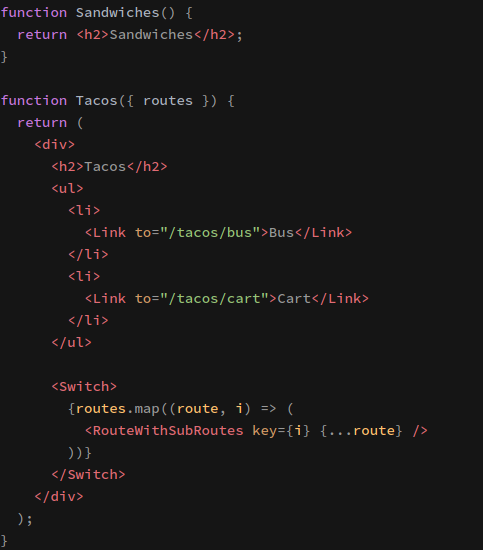 function Sandwiches() {
  return <h2>Sandwiches</h2>;
}

function Tacos({ routes }) {
  return (
    <div>
      <h2>Tacos</h2>
      <ul>
        <li>
          <Link to="/tacos/bus">Bus</Link>
        </li>
        <li>
          <Link to="/tacos/cart">Cart</Link>
        </li>
      </ul>

      <Switch>
        {routes.map((route, i) => (
          <RouteWithSubRoutes key={i} {...route} />
        ))}
      </Switch>
    </div>
  );
}